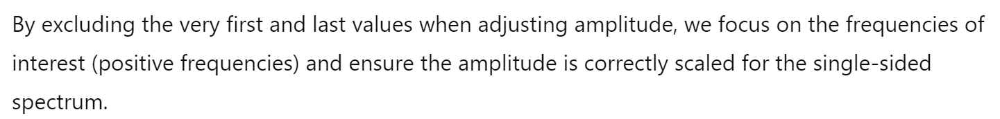 By excluding the very first and last values when adjusting amplitude, we focus on the frequencies of
interest (positive frequencies) and ensure the amplitude is correctly scaled for the single-sided
spectrum.